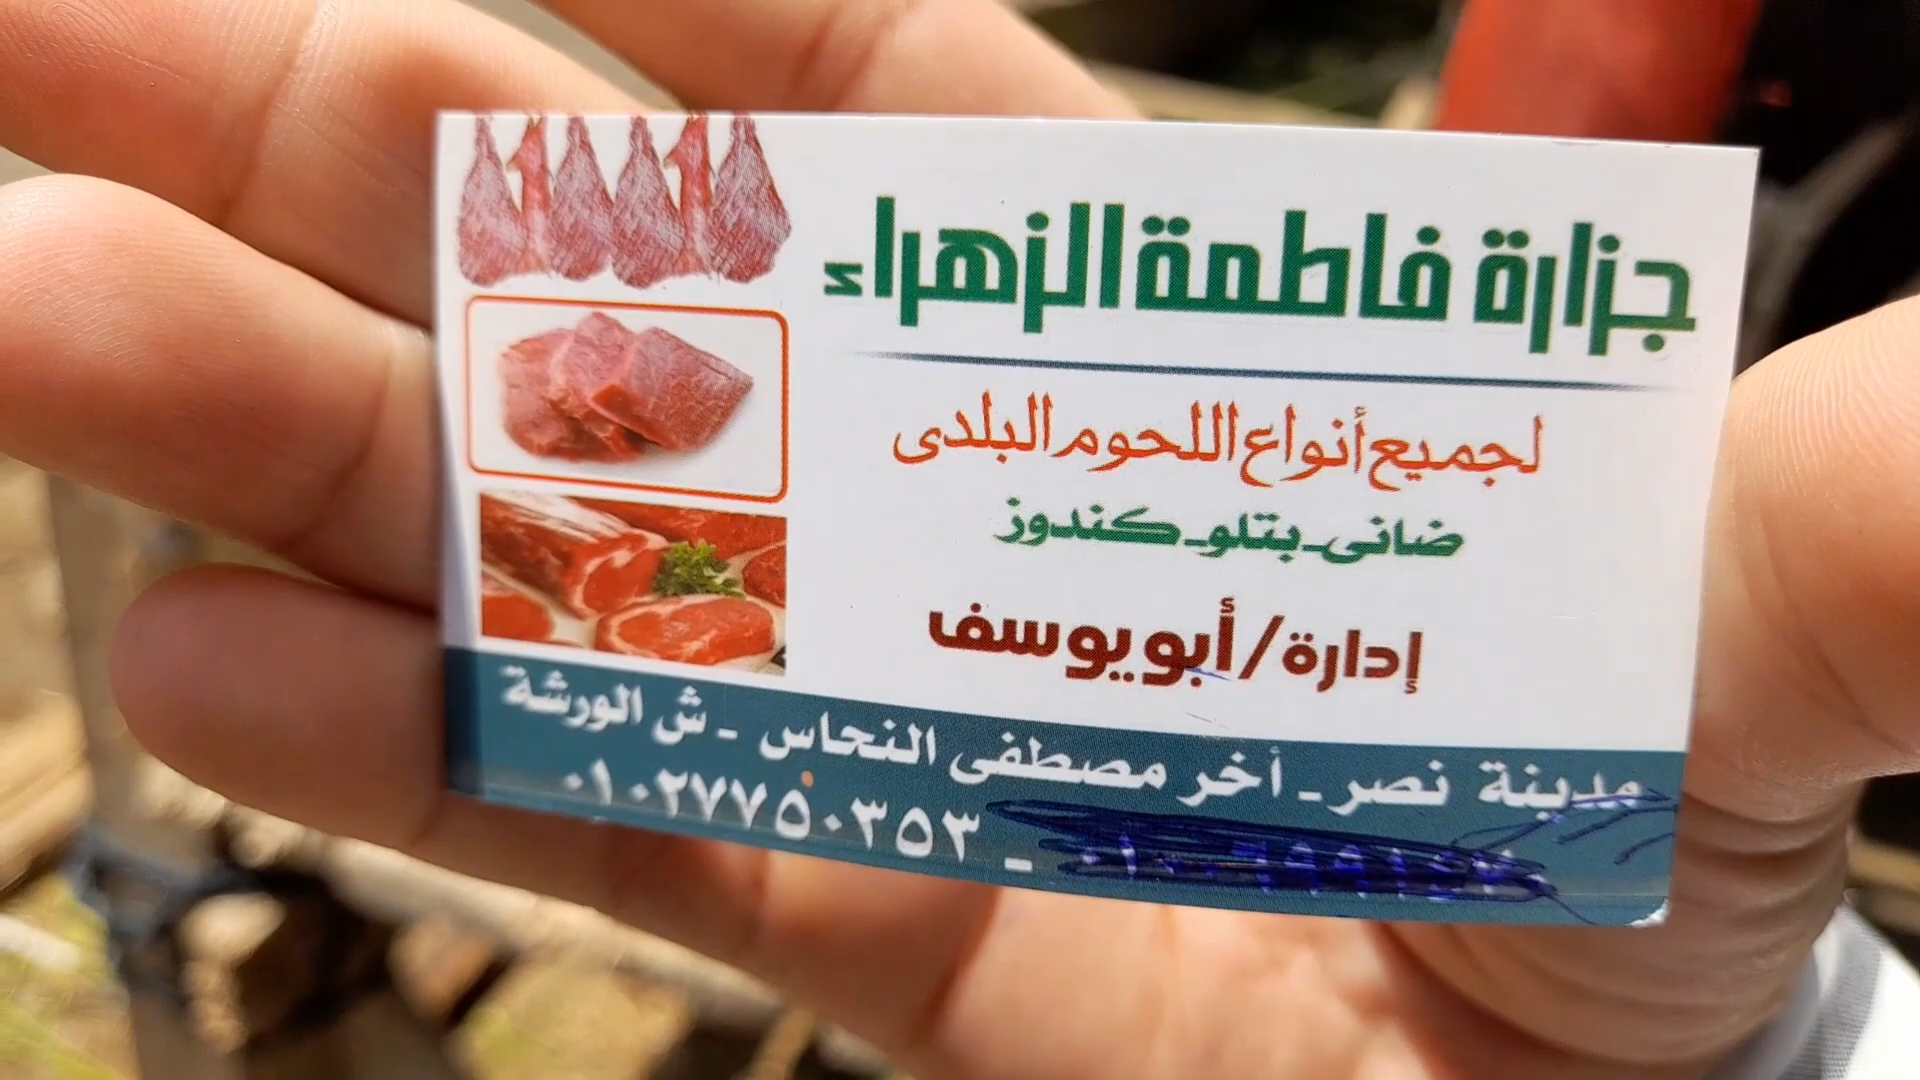 جزارة فاطمة الزهراء
لجميع أنواع اللحوم البلدى
ضانى - بتلو - كندوز
إدارة / أبو يوسف
مدينة نصر - أخر مصطفى النحاس - ش الورشة
٠١٠٢٧٧٥٠٣٥٣ -